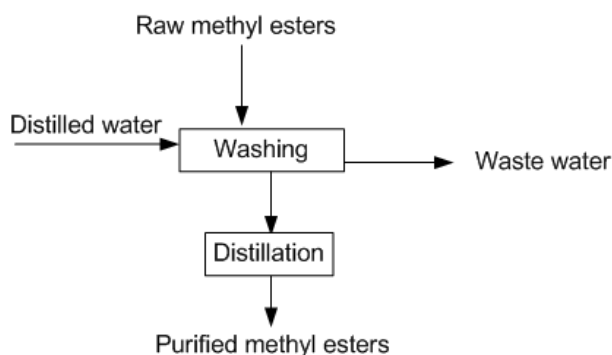 Raw methyl esters
Distilled water
Washing
Waste water
Distillation
Purified methyl esters